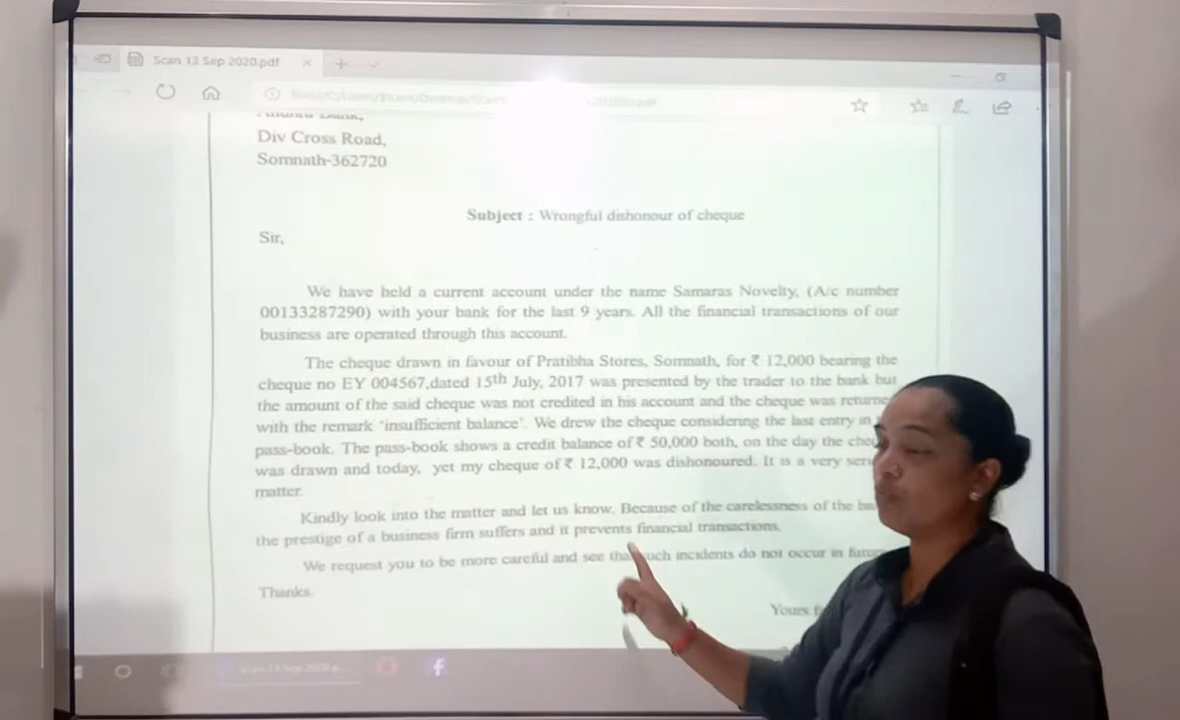 Scan 13 Sep 2020.pdf
Div Cross Road,
Somnath-362720
Subject : Wrongful dishonour of cheque
Sir,
We have held a current account under the name Samaras Novelty, (A/c number
00133287290) with your bank for the last 9 years. All the financial transactions of our
business are operated through this account.
The cheque drawn in favour of Pratibha Stores, Somnath, for ₹ 12,000 bearing the
cheque no EY 004567,dated 15th July, 2017 was presented by the trader to the bank but
the amount of the said cheque was not credited in his account and the cheque was
with the remark 'insufficient balance'. We drew the cheque considering the last entry in
pass-book. The pass-book shows a credit balance of ₹ 50,000 both, on the day the
was drawn and today, yet my cheque of ₹ 12,000 was dishonoured. It is a very
matter.
Kindly look into the matter and let us know. Because of the carelessness of the
the prestige of a business firm suffers and it prevents financial transactions.
We request you to be more careful and see such incidents do not occur in
Thanks.
Yours